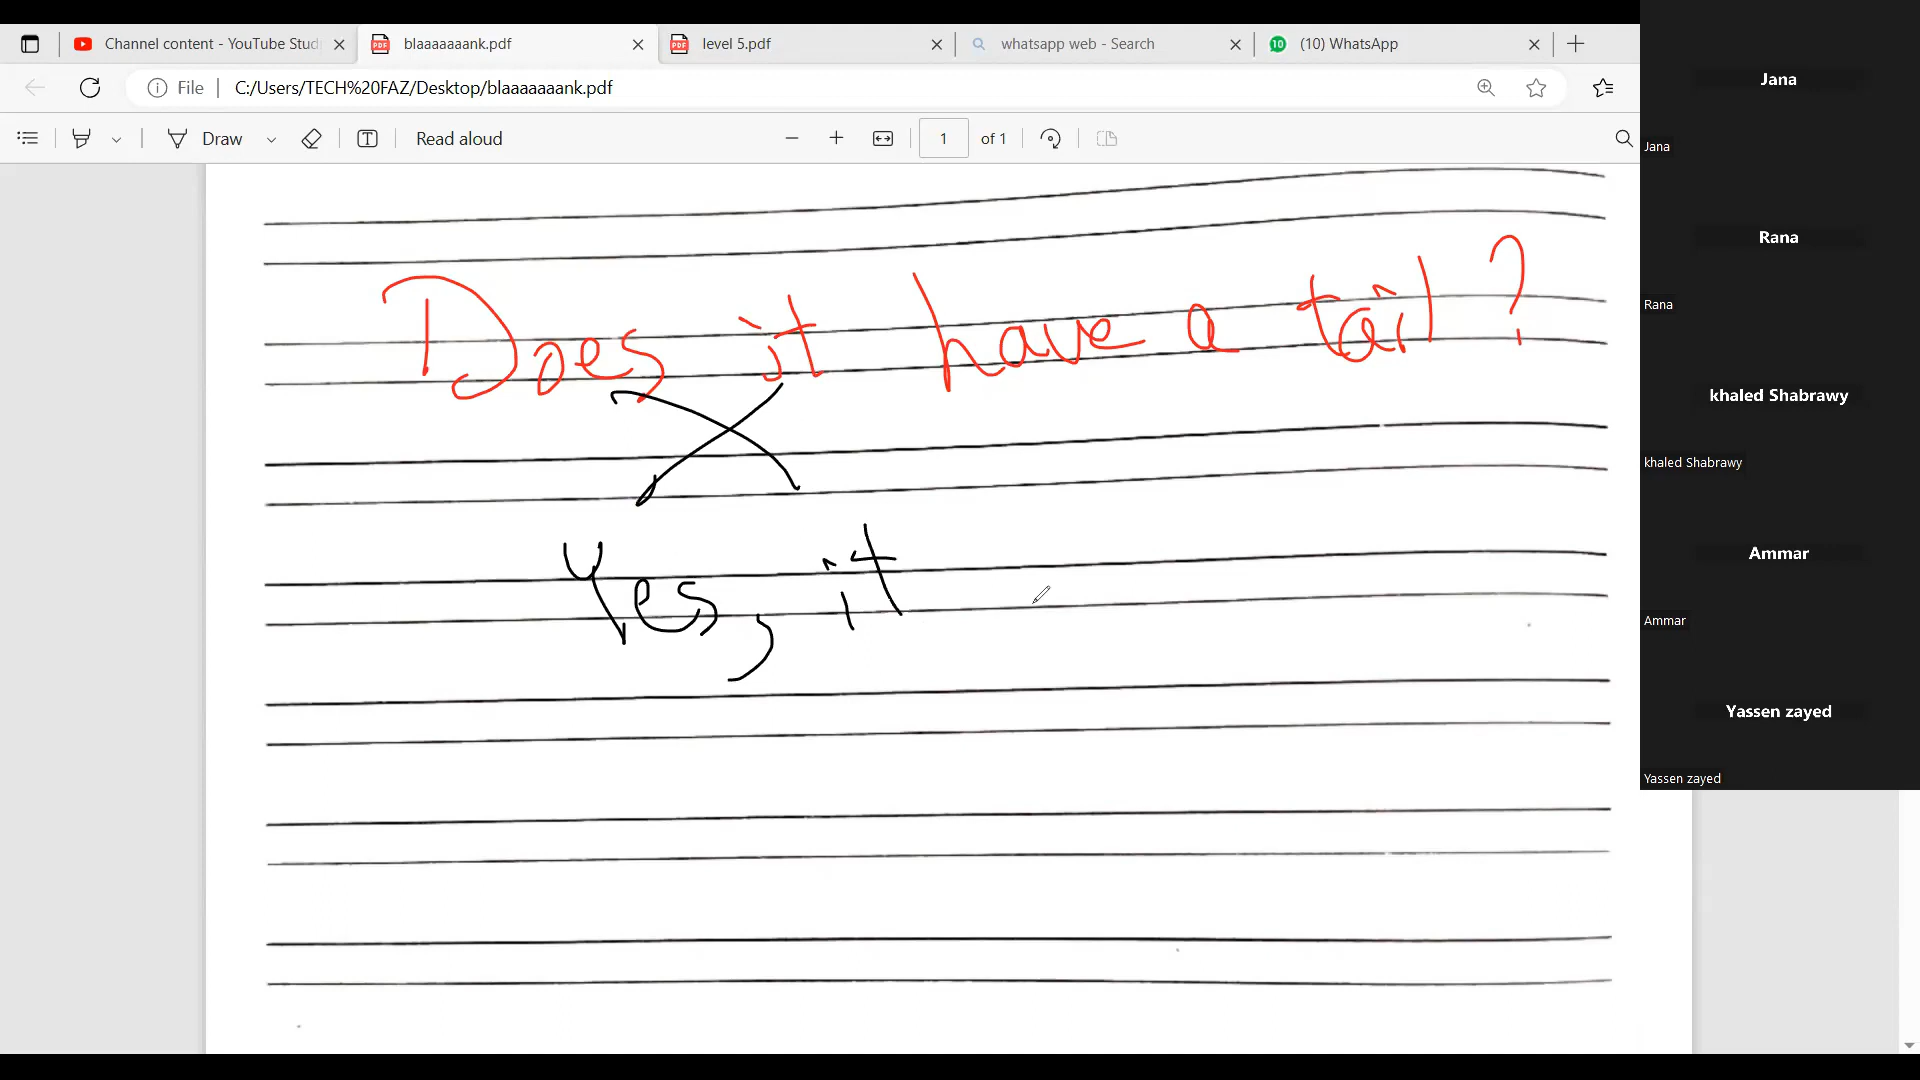 Channel content - YouTube Stud
blaaaaaaank.pdf
level 5.pdf
whatsapp web - Search
10
(10) WhatsApp
File
C:/Users/TECH%20FAZ/Desktop/blaaaaaaank.pdf
Draw
Read aloud
1
of 1
Does it have a tail?
Yes, it
Jana
Jana
Rana
Rana
khaled Shabrawy
khaled Shabrawy
Ammar
Ammar
Yassen zayed
Yassen zayed